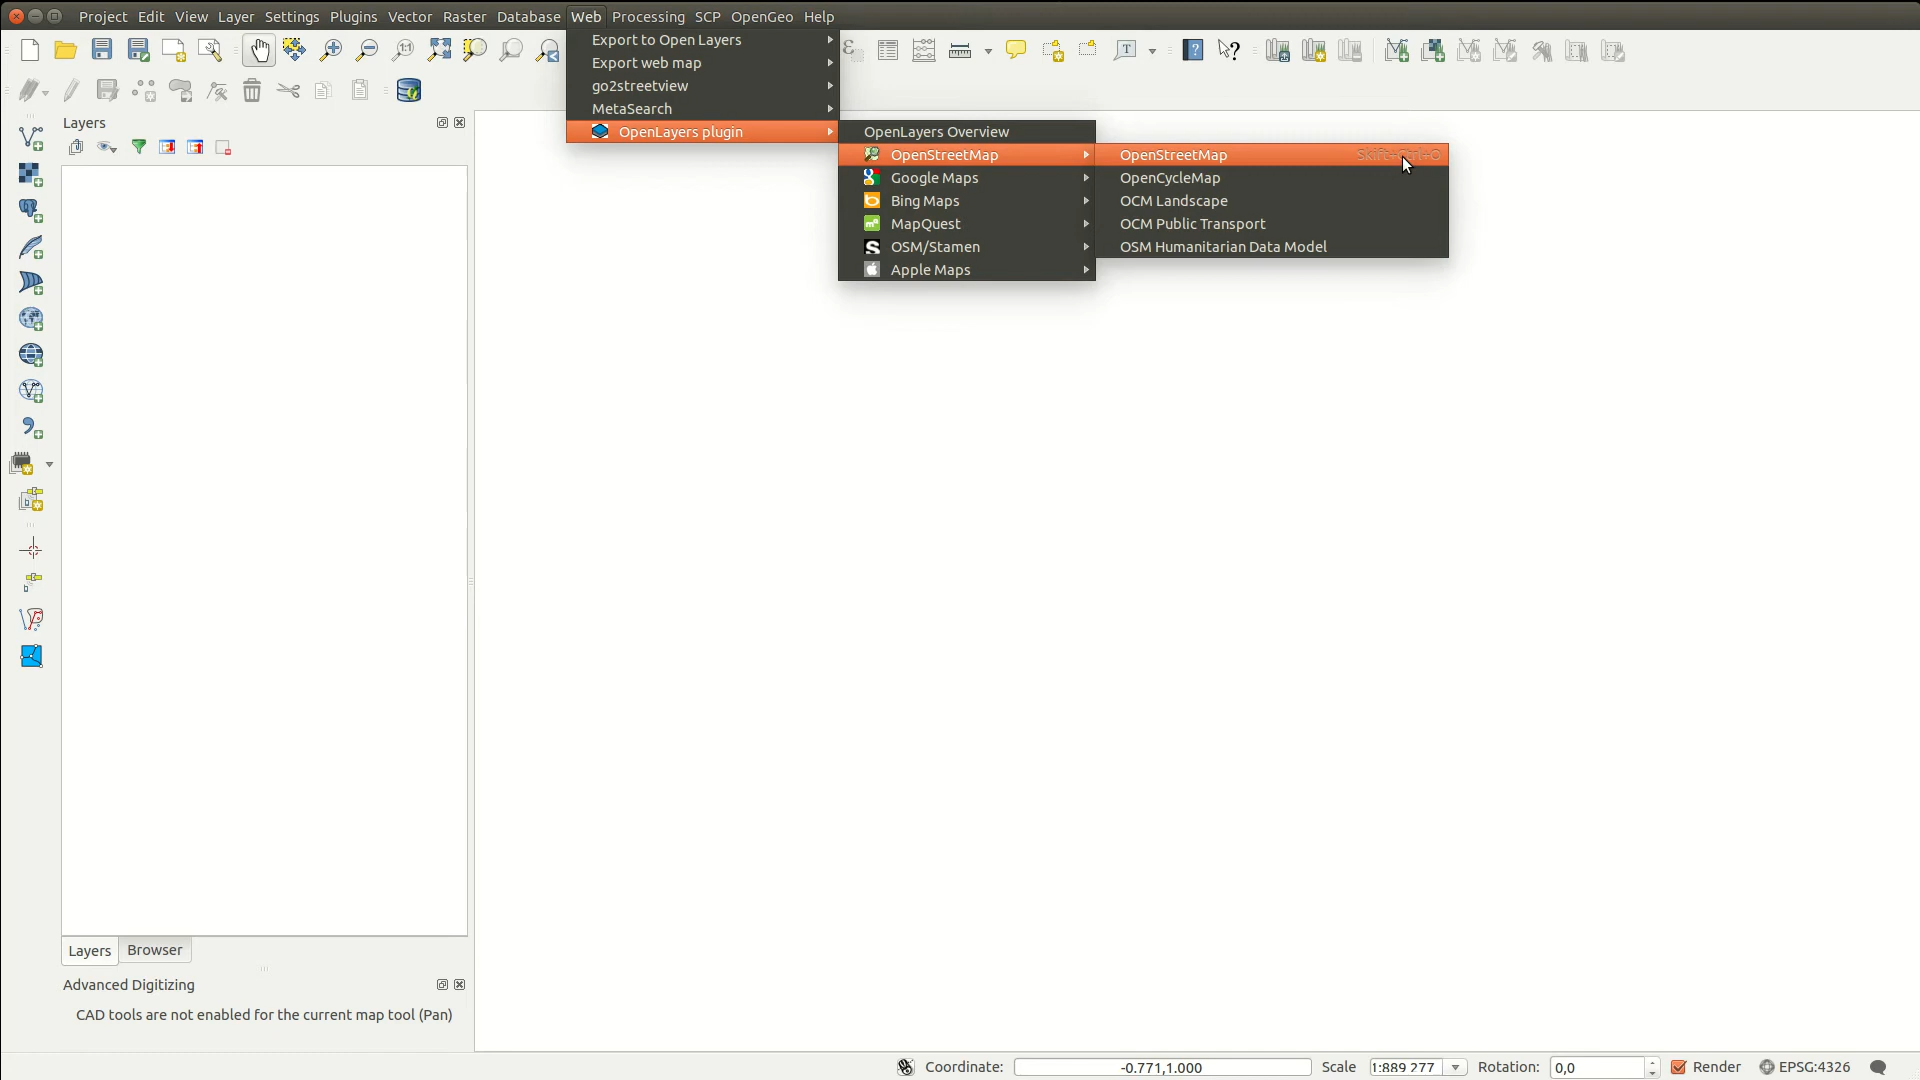 Project Edit View Layer Settings Plugins Vector Raster Database Web Processing SCP OpenGeo Help
Export to Open Layers
Export web map
go2streetview
MetaSearch
OpenLayers plugin
OpenLayers Overview
OpenStreetMap
Google Maps
Bing Maps
MapQuest
OSM/Stamen
Apple Maps
OpenStreetMap Skift+Ctrl+O
OpenCycleMap
OCM Landscape
OCM Public Transport
OSM Humanitarian Data Model
Layers
Layers Browser
Advanced Digitizing
CAD tools are not enabled for the current map tool (Pan)
Coordinate: -0.771,1.000 Scale 1:889 277 Rotation: 0,0 Render EPSG:4326